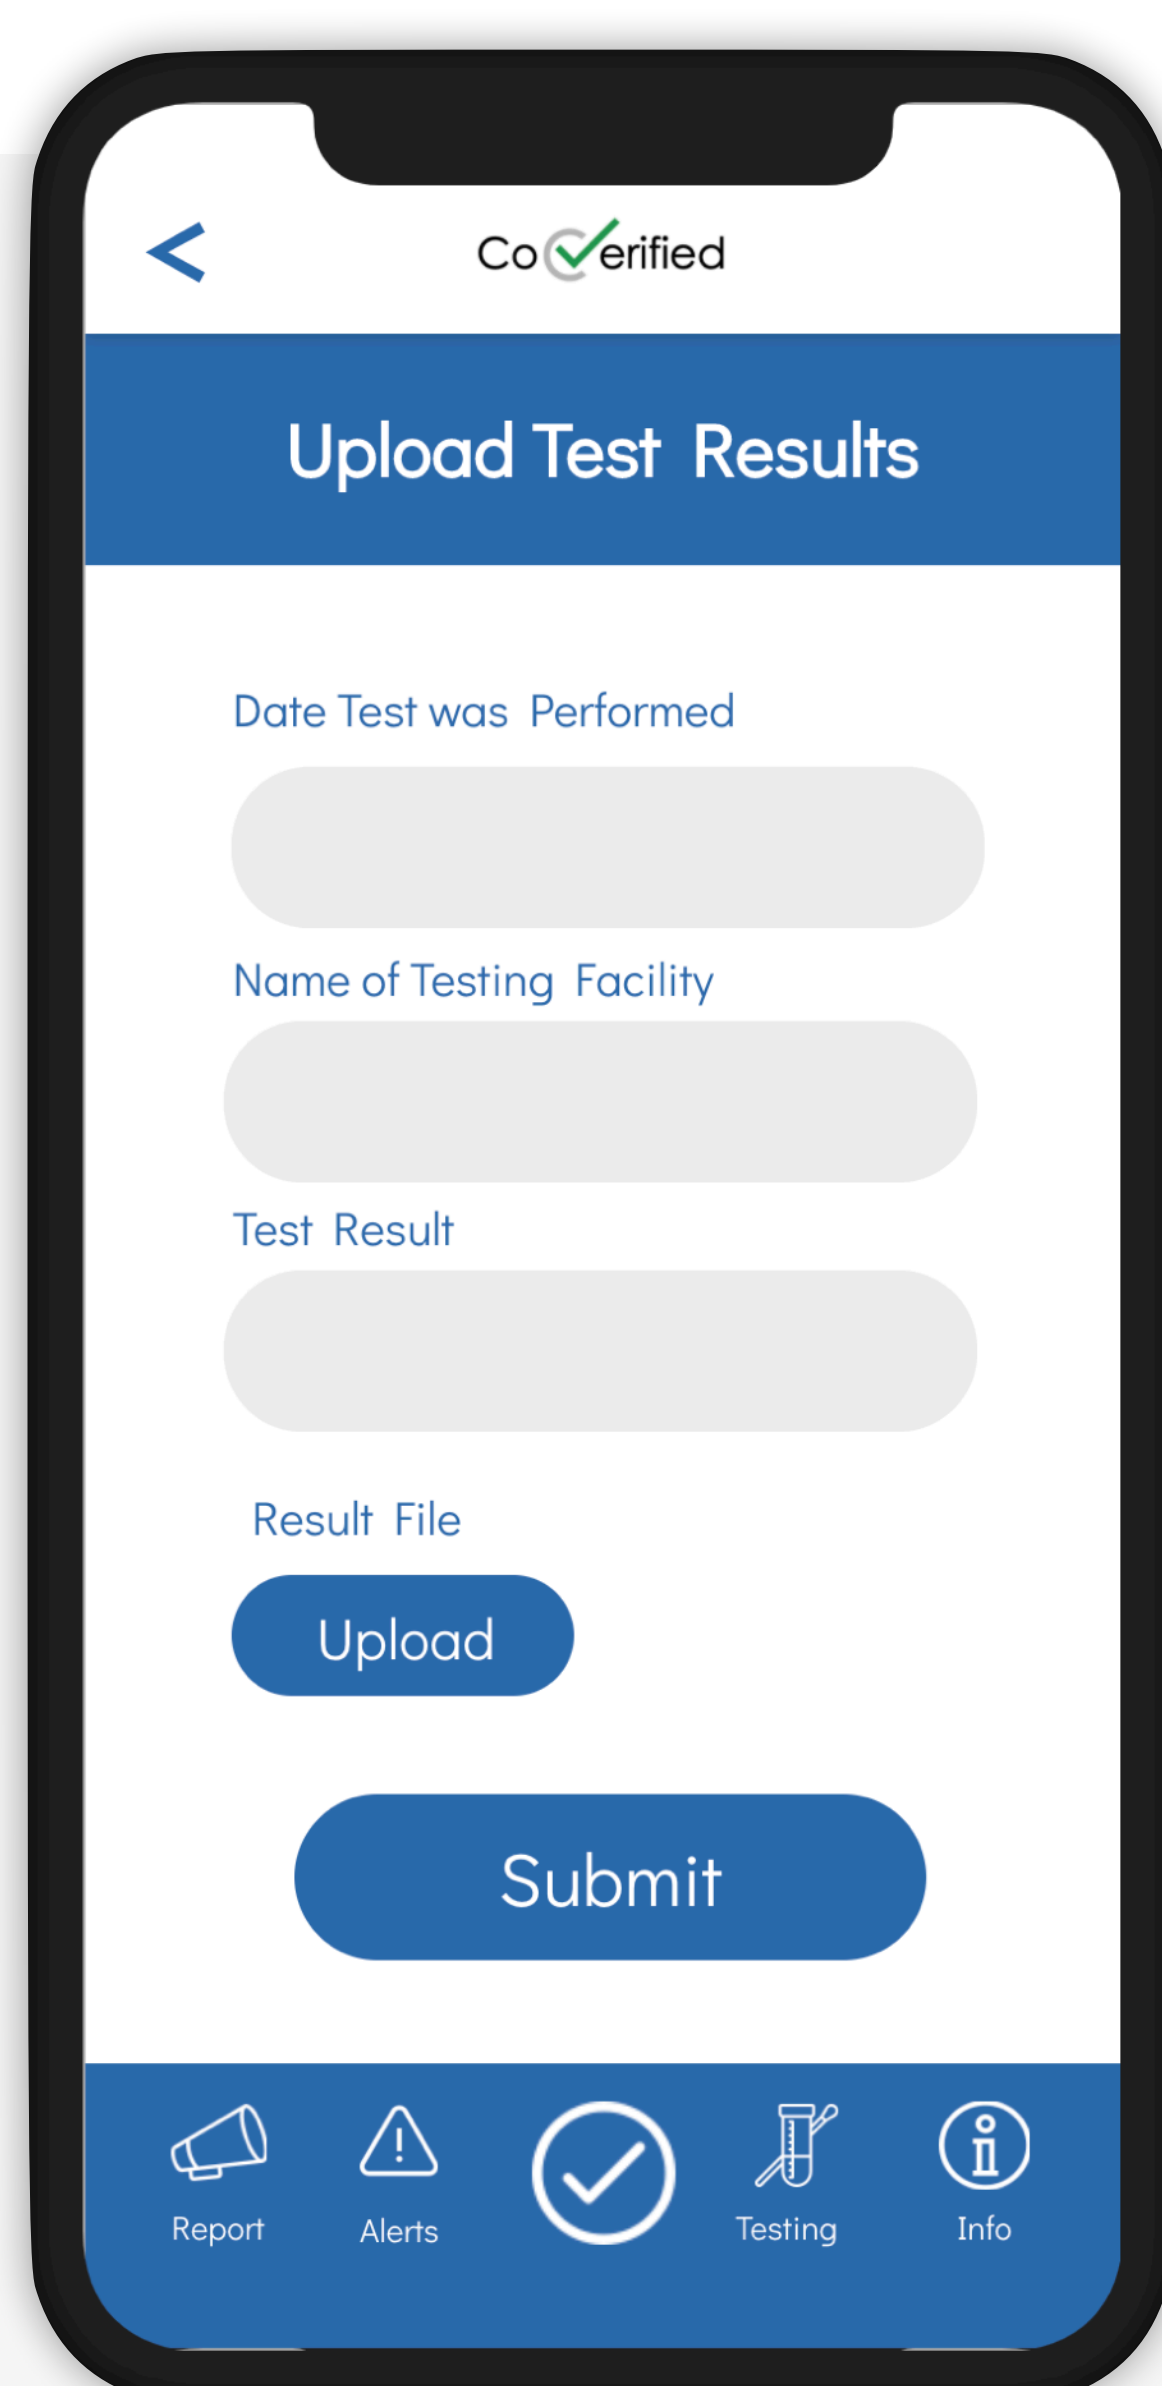 CoVerified
Upload Test Results
Date Test was Performed
Name of Testing Facility
Test Result
Result File
Upload
Submit
Report
Alerts
Testing
Info